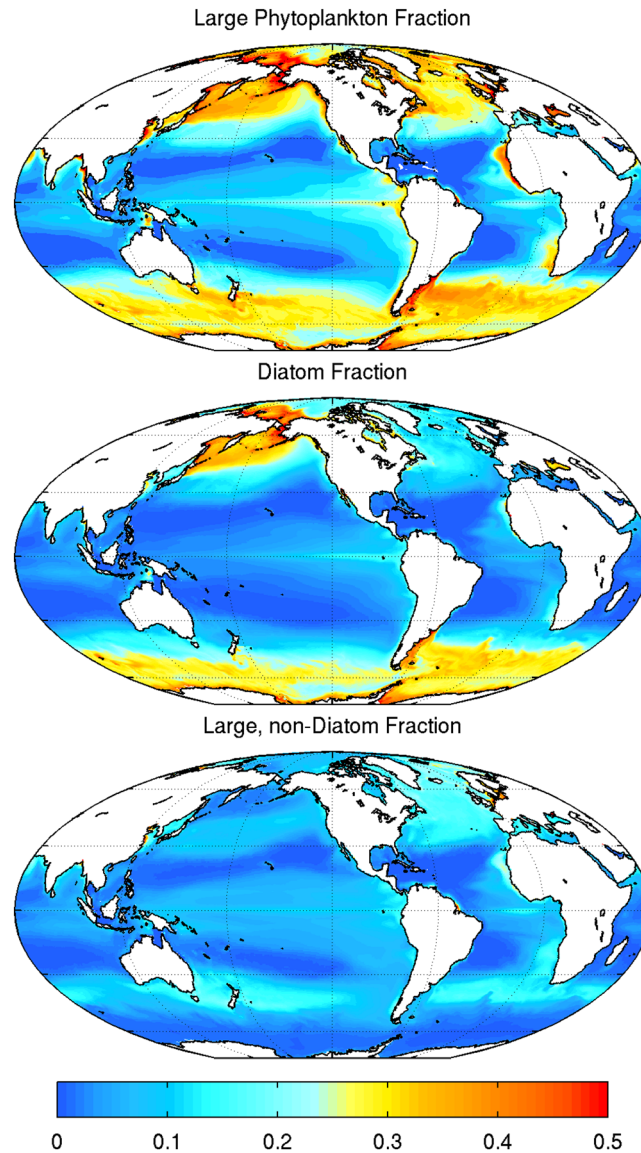 Large Phytoplankton Fraction
Diatom Fraction
Large, non-Diatom Fraction
0 0.1 0.2 0.3 0.4 0.5